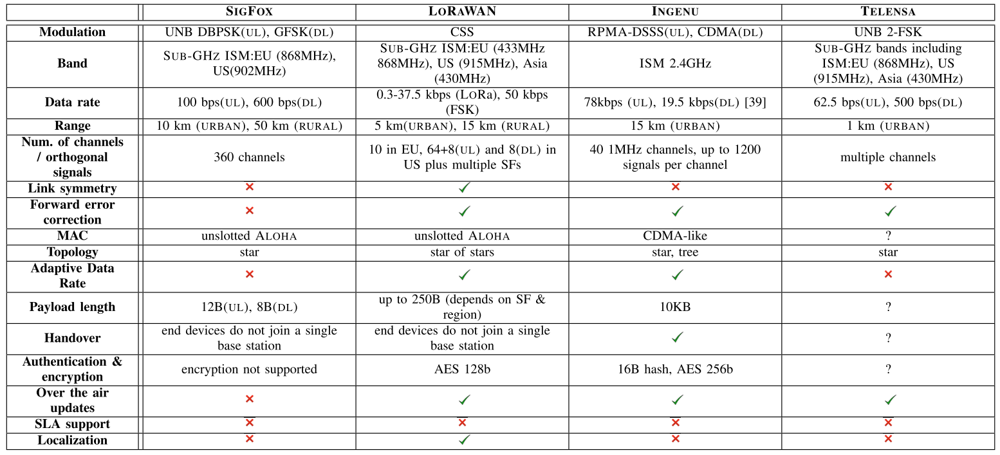 SIGFOX LORAWAN INGENU TELENSA
Modulation UNB DBPSK(UL), GFSK(DL) CSS RPMA-DSSS(UL), CDMA(DL) UNB 2-FSK
Band SUB-GHZ ISM:EU (868MHz), US(902MHz) SUB-GHZ ISM:EU (433MHz 868MHz), US (915MHz), Asia (430MHz) ISM 2.4GHz SUB-GHZ bands including ISM:EU (868MHz), US (915MHz), Asia (430MHz)
Data rate 100 bps(UL), 600 bps(DL) 0.3-37.5 kbps (LORA), 50 kbps (FSK) 78kbps (UL), 19.5 kbps(DL) [39] 62.5 bps(UL), 500 bps(DL)
Range 10 km (URBAN), 50 km (RURAL) 5 km(URBAN), 15 km (RURAL) 15 km (URBAN) 1 km (URBAN)
Num. of channels / orthogonal signals 360 channels 10 in EU, 64+8(UL) and 8(DL) in US plus multiple SFs 40 1MHz channels, up to 1200 signals per channel multiple channels
Link symmetry ✗ ✓ ✗ ✗
Forward error correction ✗ ✓ ✓ ✓
MAC unslotted ALOHA unslotted ALOHA CDMA-like ?
Topology star star of stars star, tree star
Adaptive Data Rate ✗ ✓ ✓ ✗
Payload length 12B(UL), 8B(DL) up to 250B (depends on SF & region) 10KB ?
Handover end devices do not join a single base station end devices do not join a single base station ✓ ?
Authentication & encryption encryption not supported AES 128b 16B hash, AES 256b ?
Over the air updates ✗ ✓ ✓ ✓
SLA support ✗ ✗ ✗ ✗
Localization ✗ ✓ ✗ ✗